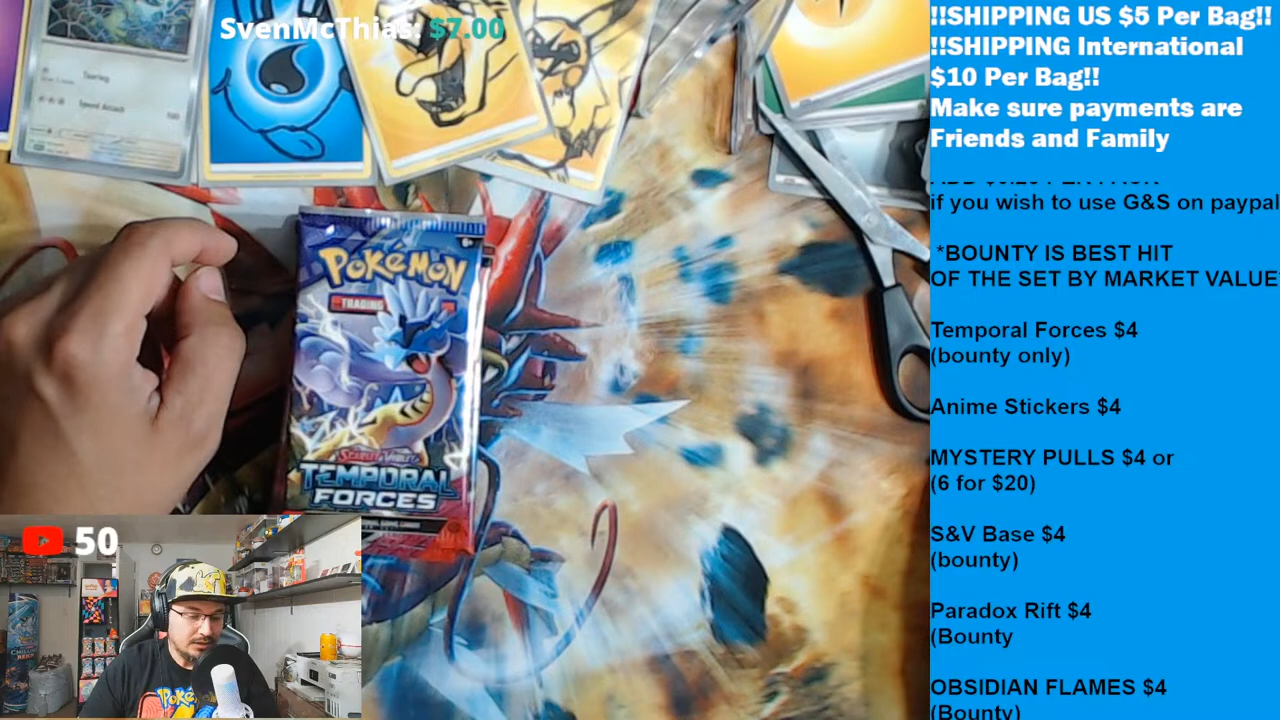 SvenMcThias: $7.00
!!SHIPPING US $5 Per Bag!!
!!SHIPPING International
$10 Per Bag!!
Make sure payments are
Friends and Family
if you wish to use G&S on paypal
*BOUNTY IS BEST HIT
OF THE SET BY MARKET VALUE
Temporal Forces $4
(bounty only)
Anime Stickers $4
MYSTERY PULLS $4 or
(6 for $20)
S&V Base $4
(bounty)
Paradox Rift $4
(Bounty
OBSIDIAN FLAMES $4
(Bounty)
Speed Attack
POKéMON
TRADING
SCARLET & VIOLET
TEMPORAL
FORCES
50